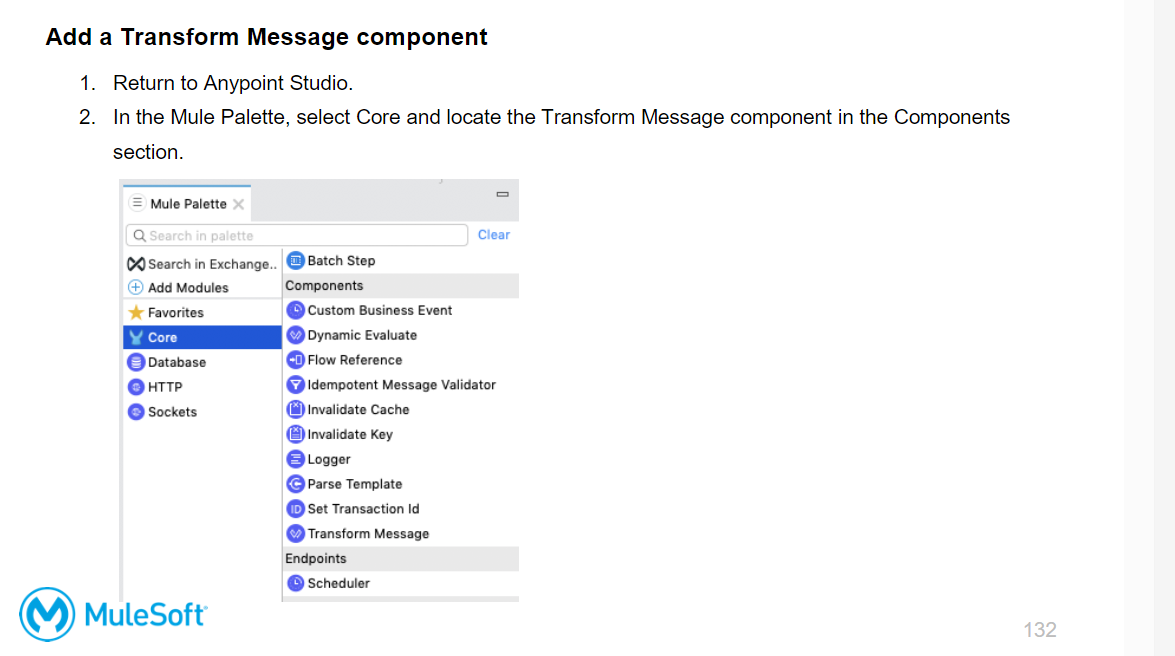 Add a Transform Message component
1. Return to Anypoint Studio.
2. In the Mule Palette, select Core and locate the Transform Message component in the Components
section.
Mule Palette
Search in palette
Clear
Search in Exchange..
Add Modules
Favorites
Core
Database
HTTP
Sockets
Batch Step
Components
Custom Business Event
Dynamic Evaluate
Flow Reference
Idempotent Message Validator
Invalidate Cache
Invalidate Key
Logger
Parse Template
Set Transaction Id
Transform Message
Endpoints
Scheduler
MuleSoft
132